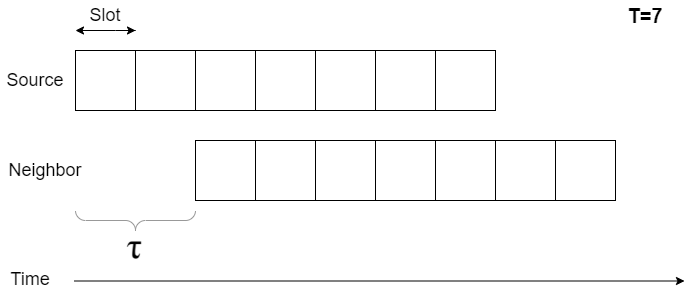 Slot
T=7
Source
Neighbor
τ
Time